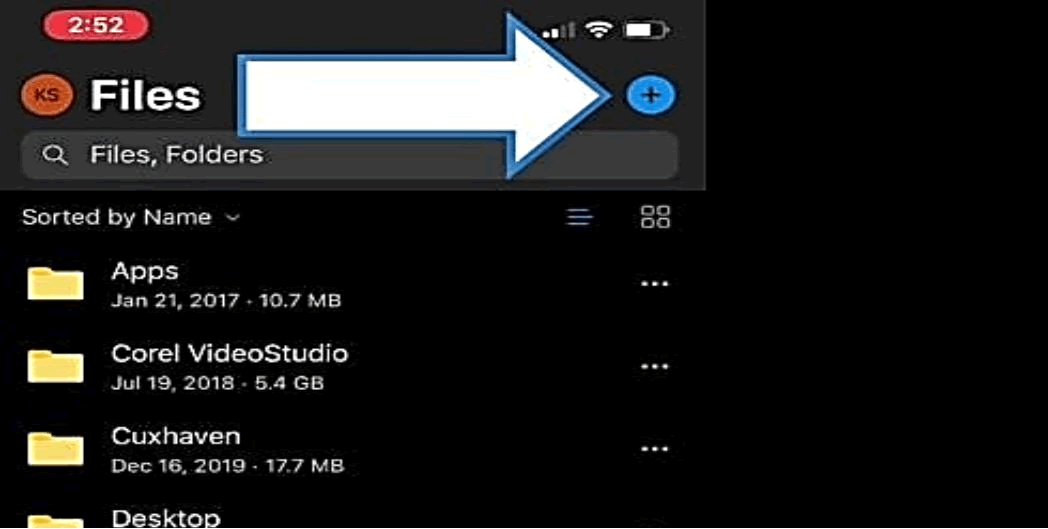 2:52
KS
Files
+
Files, Folders
Sorted by Name
Apps
Jan 21, 2017 · 10.7 MB
Corel VideoStudio
Jul 19, 2018 · 5.4 GB
Cuxhaven
Dec 16, 2019 · 17.7 MB
Desktop